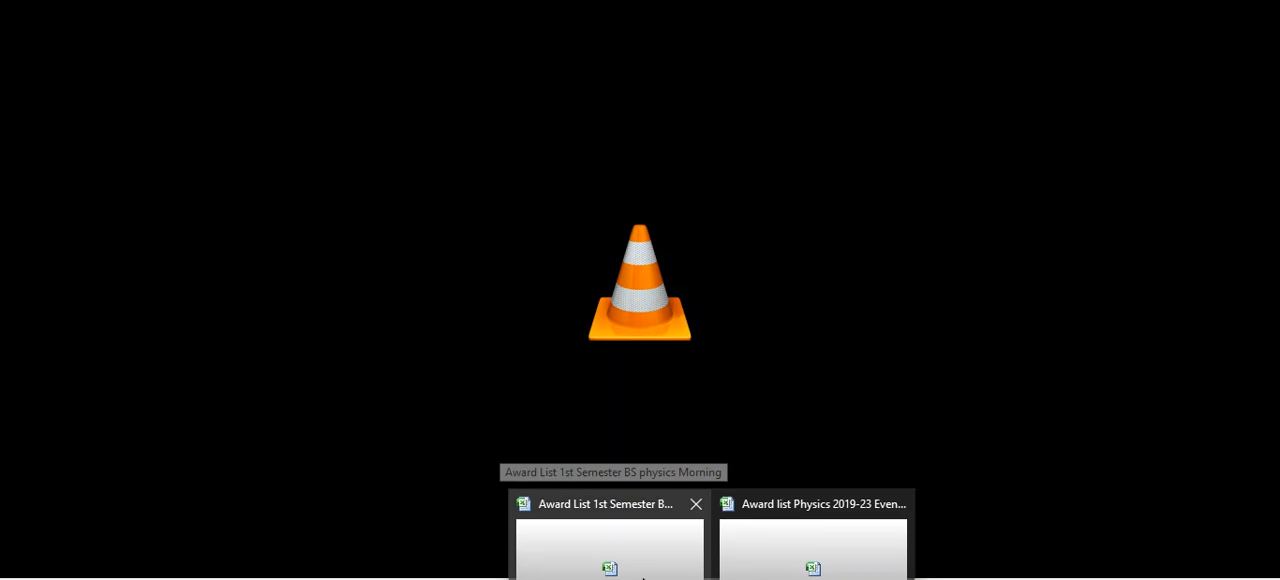 Award List 1st Semester BS physics Morning
Award List 1st Semester B...
Award list Physics 2019-23 Even...